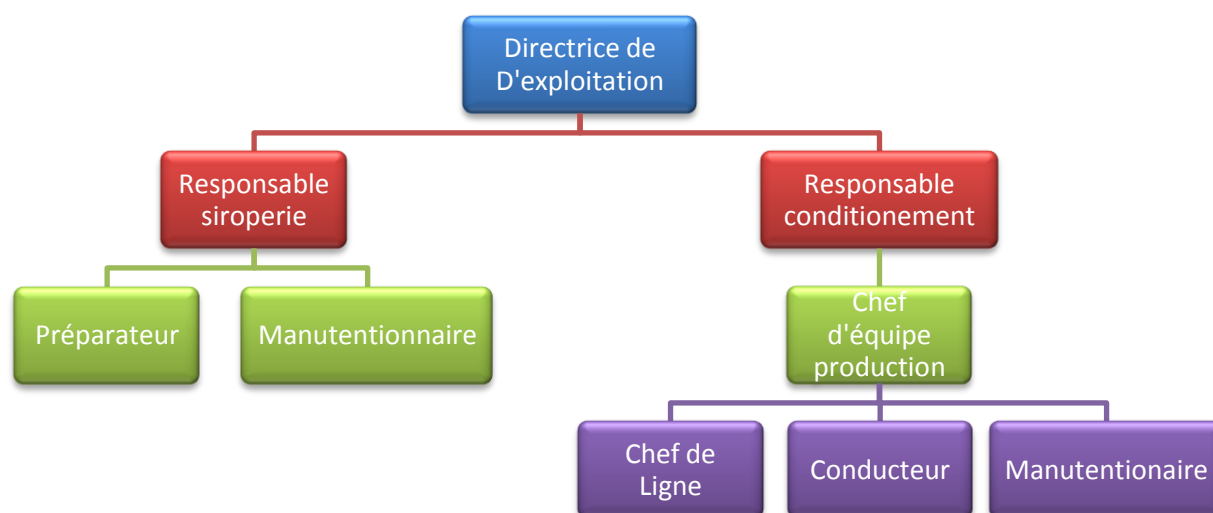 Directrice de
D'exploitation
Responsable
siroperie
Responsable
conditionement
Préparateur
Manutentionnaire
Chef
d'équipe
production
Chef de
Ligne
Conducteur
Manutentionaire